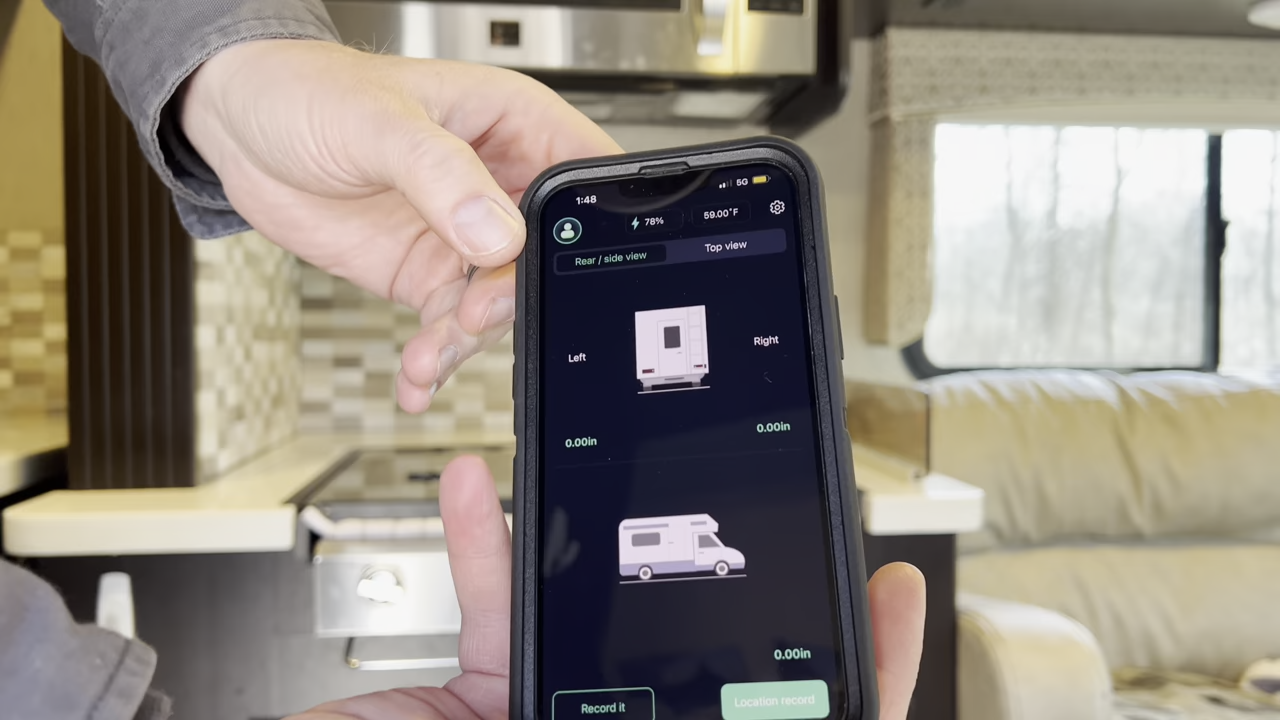 1:48
5G
78%
59.00°F
Rear / side view
Top view
Left
Right
0.00in
0.00in
0.00in
Record it
Location record